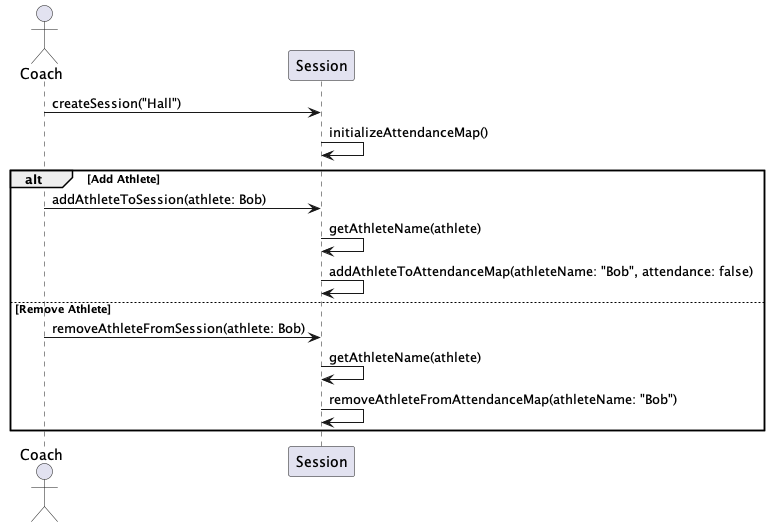 Coach
Session
createSession("Hall")
initializeAttendanceMap()
alt [Add Athlete]
addAthleteToSession(athlete: Bob)
getAthleteName(athlete)
addAthleteToAttendanceMap(athleteName: "Bob", attendance: false)
[Remove Athlete]
removeAthleteFromSession(athlete: Bob)
getAthleteName(athlete)
removeAthleteFromAttendanceMap(athleteName: "Bob")
Coach
Session